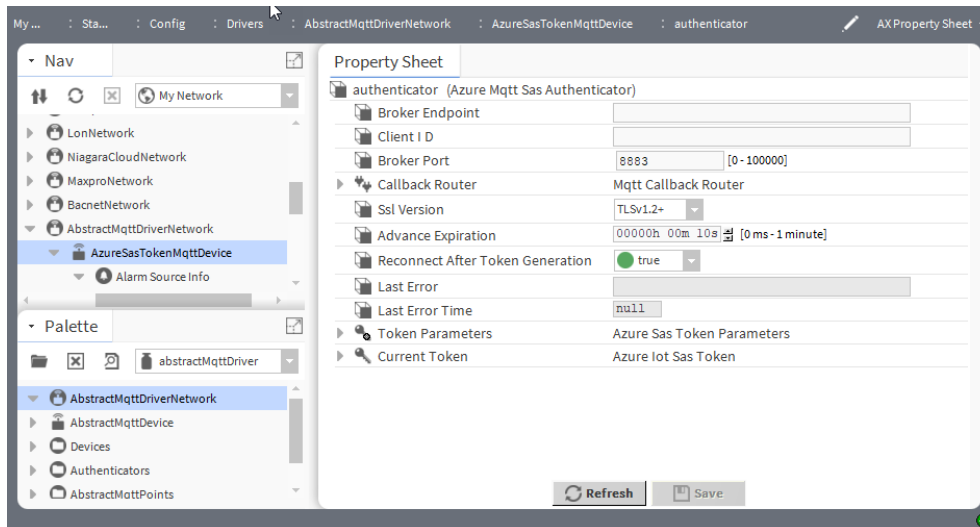 My ... : Sta... : Config : Drivers : AbstractMqttDriverNetwork : AzureSasTokenMqttDevice : authenticator AX Property Sheet
Nav
My Network
LonNetwork
NiagaraCloudNetwork
MaxproNetwork
BacnetNetwork
AbstractMqttDriverNetwork
AzureSasTokenMqttDevice
Alarm Source Info
Palette
abstractMqttDriver
AbstractMqttDriverNetwork
AbstractMqttDevice
Devices
Authenticators
AbstractMqttPoints
Property Sheet
authenticator (Azure Mqtt Sas Authenticator)
Broker Endpoint
Client I D
Broker Port 8883 [0 - 100000]
Callback Router Mqtt Callback Router
Ssl Version TLSv1.2+
Advance Expiration 00000h 00m 10s [0 ms - 1 minute]
Reconnect After Token Generation true
Last Error
Last Error Time null
Token Parameters Azure Sas Token Parameters
Current Token Azure Iot Sas Token
Refresh Save